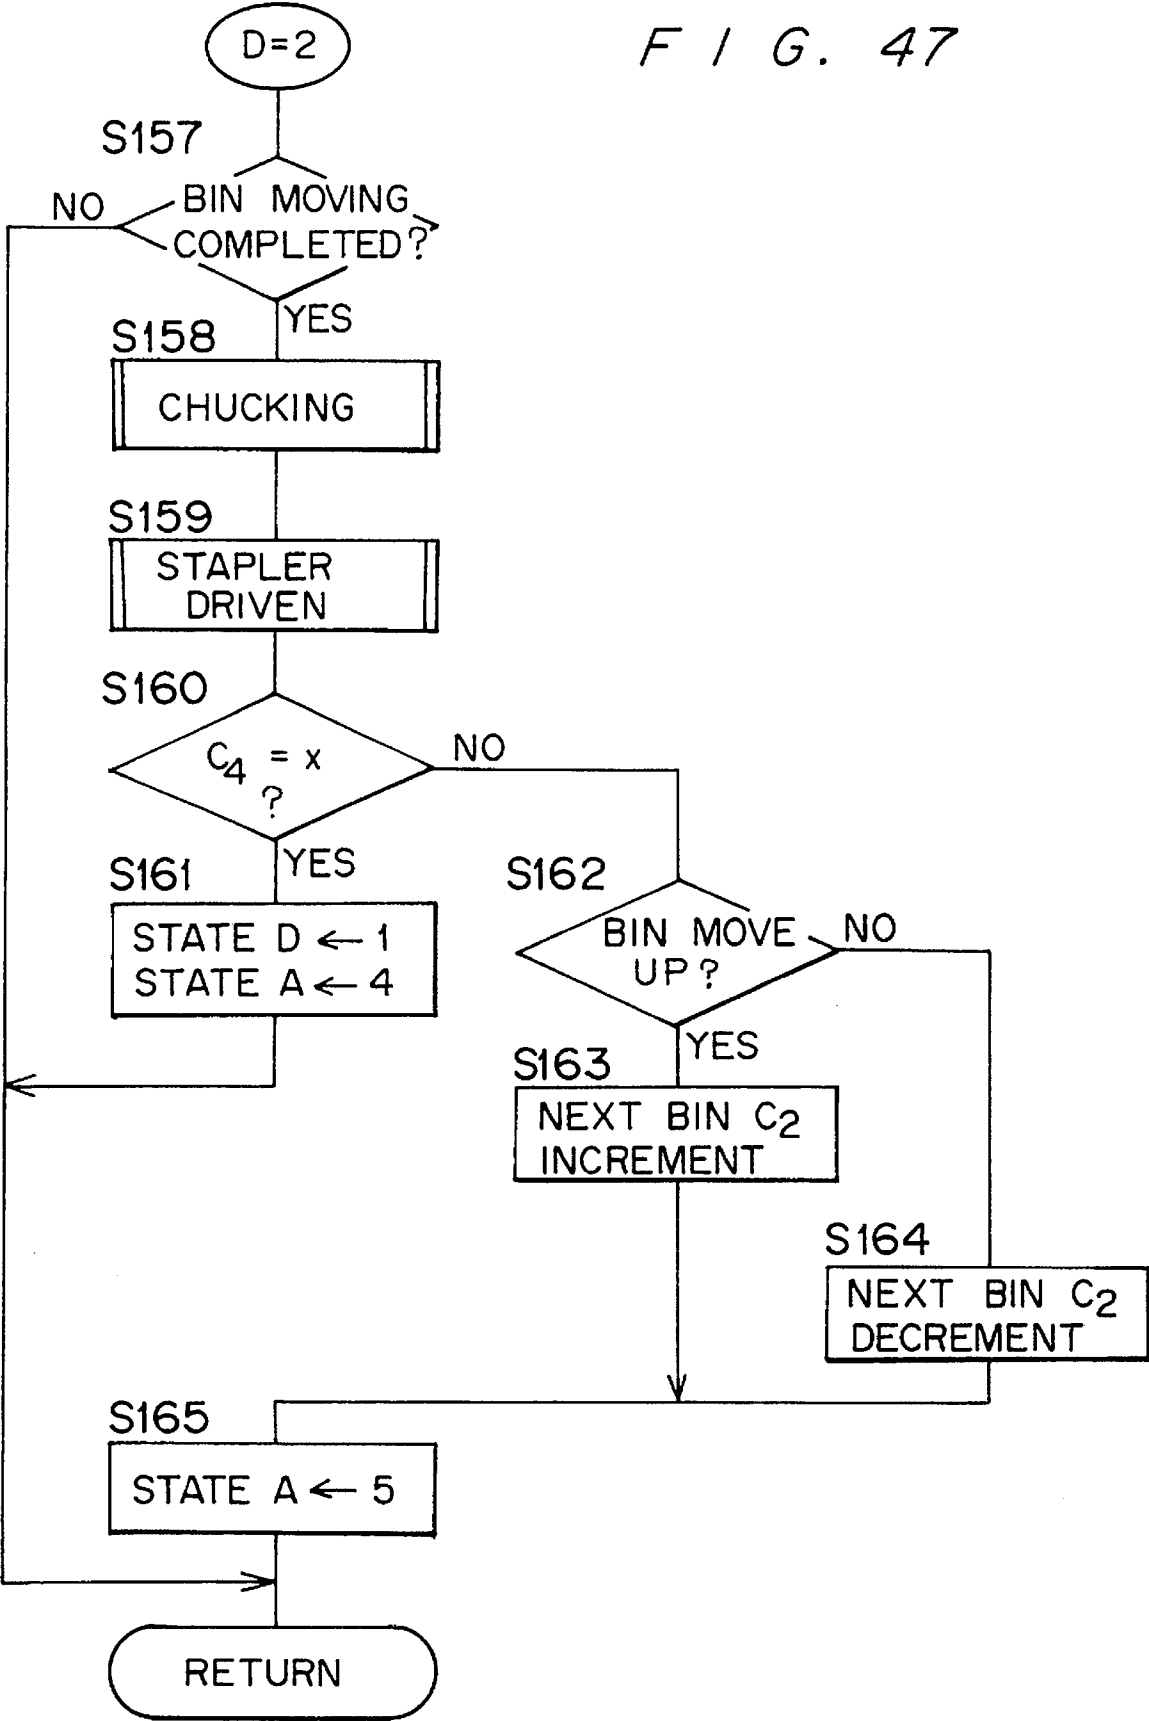 D=2
F I G. 47
S157
BIN MOVING
COMPLETED?
NO
YES
S158
CHUCKING
S159
STAPLER
DRIVEN
S160
C4 = x
?
NO
YES
S161
STATE D ← 1
STATE A ← 4
S162
BIN MOVE
UP?
NO
YES
S163
NEXT BIN C2
INCREMENT
S164
NEXT BIN C2
DECREMENT
S165
STATE A ← 5
RETURN